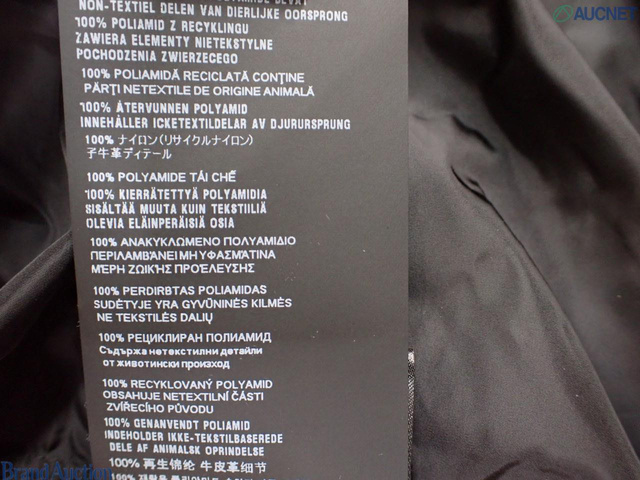 AUCNET
NON-TEXTIEL DELEN VAN DIERLIJKE OORSPRONG
100% POLIAMID Z RECYKLINGU
ZAWIERA ELEMENTY NIETEKSTYLNE
POCHODZENIA ZWIERZECEGO
100% POLIAMIDĂ RECICLATĂ CONȚINE
PĂRȚI NETEXTILE DE ORIGINE ANIMALĂ
100% ÅTERVUNNEN POLYAMID
INNEHÅLLER ICKETEXTILDELAR AV DJURURSPRUNG
100% ナイロン(リサイクルナイロン)
子牛革ディテール
100% POLYAMIDE TÁI CHẾ
100% KIERRÄTETTYÄ POLYAMIDIA
SISÄLTÄÄ MUUTA KUIN TEKSTIILIÄ
OLEVIA ELÄINPERÄISIÄ OSIA
100% ΑΝΑΚΥΚΛΩΜΕΝΟ ΠΟΛΥΑΜΙΔΙΟ
ΠΕΡΙΛΑΜΒΆΝΕΙ ΜΗ ΥΦΑΣΜΆΤΙΝΑ
ΜΈΡΗ ΖΩΙΚΉΣ ΠΡΟΈΛΕΥΣΗΣ
100% PERDIRBTAS POLIAMIDAS
SUDĖTYJE YRA GYVŪNINĖS KILMĖS
NE TEKSTILĖS DALIŲ
100% РЕЦИКЛИРАН ПОЛИАМИД
Съдържа нетекстилни детайли
от животински произход
100% RECYKLOVANÝ POLYAMID
OBSAHUJE NETEXTILNÍ ČÁSTI
ZVÍŘECÍHO PŮVODU
100% GENANVENDT POLIAMID
INDEHOLDER IKKE-TEKSTILBASEREDE
DELE AF ANIMALSK OPRINDELSE
100% 再生锦纶 牛皮革细节
Brand Auction